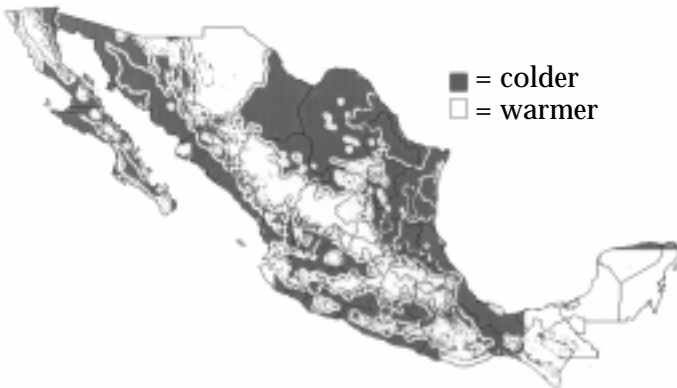 = colder
= warmer